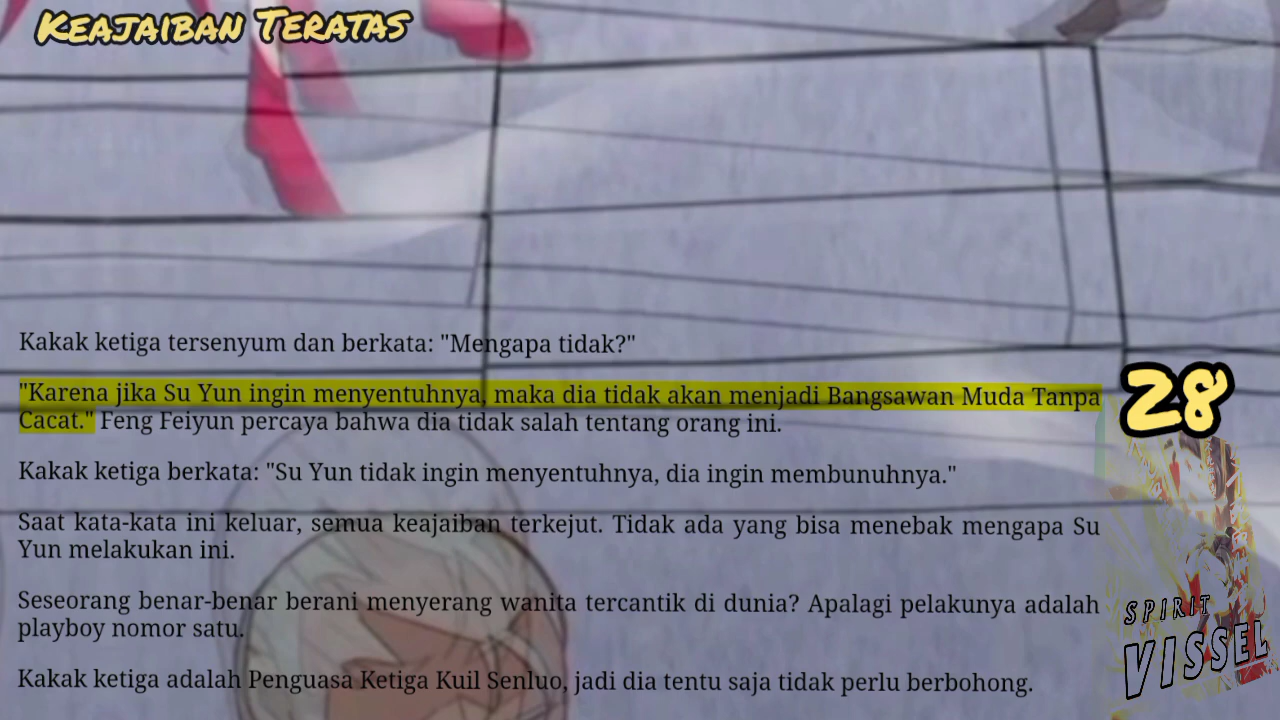 KEAJAIBAN TERATAS
Kakak ketiga tersenyum dan berkata: "Mengapa tidak?"
"Karena jika Su Yun ingin menyentuhnya, maka dia tidak akan menjadi Bangsawan Muda Tanpa
Cacat." Feng Feiyun percaya bahwa dia tidak salah tentang orang ini.
28
Kakak ketiga berkata: "Su Yun tidak ingin menyentuhnya, dia ingin membunuhnya."
Saat kata-kata ini keluar, semua keajaiban terkejut. Tidak ada yang bisa menebak mengapa Su
Yun melakukan ini.
Seseorang benar-benar berani menyerang wanita tercantik di dunia? Apalagi pelakunya adalah
playboy nomor satu.
Kakak ketiga adalah Penguasa Ketiga Kuil Senluo, jadi dia tentu saja tidak perlu berbohong.
SPIRIT
VISSEL